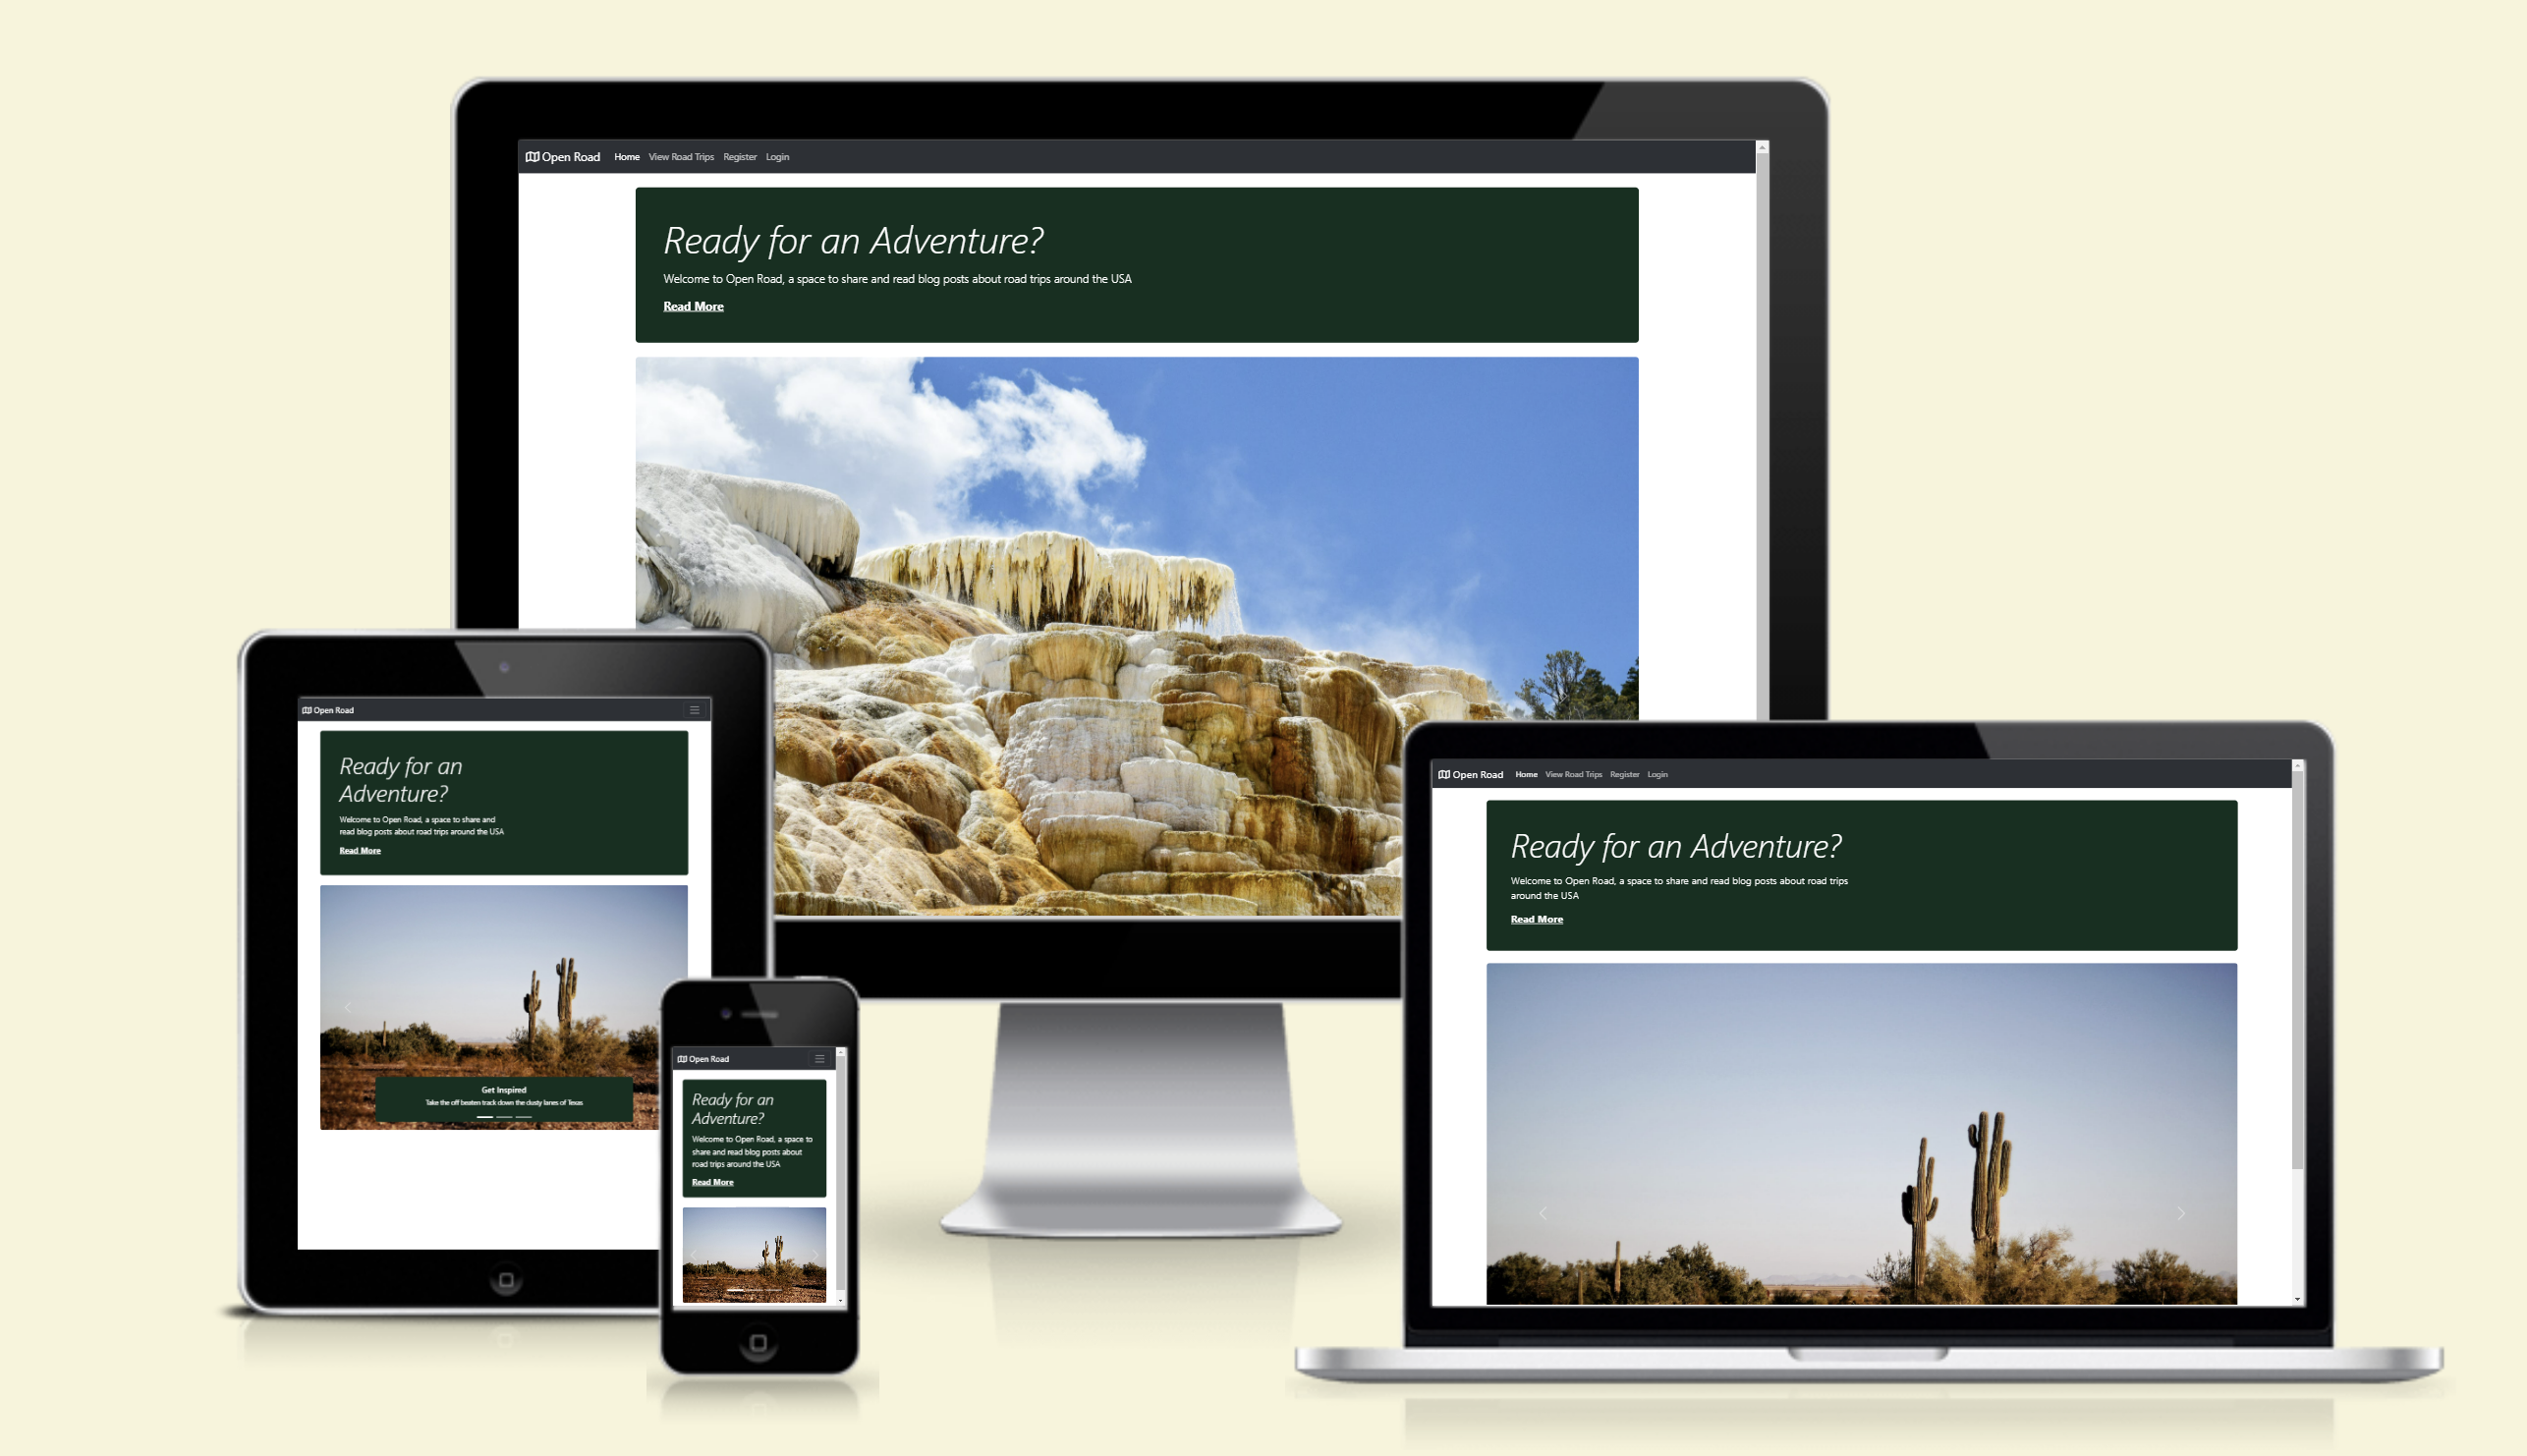 Open Road Home View Road Trips Register Login
Ready for an Adventure?
Welcome to Open Road, a space to share and read blog posts about road trips around the USA
Read More
Open Road
Ready for an
Adventure?
Welcome to Open Road, a space to share and
read blog posts about road trips around the USA
Read More
Get Inspired
Take the off beaten track down the dusty lanes of Texas
Open Road
Ready for an
Adventure?
Welcome to Open Road, a space to
share and read blog posts about
road trips around the USA
Read More
Open Road Home View Road Trips Register Login
Ready for an Adventure?
Welcome to Open Road, a space to share and read blog posts about road trips
around the USA
Read More